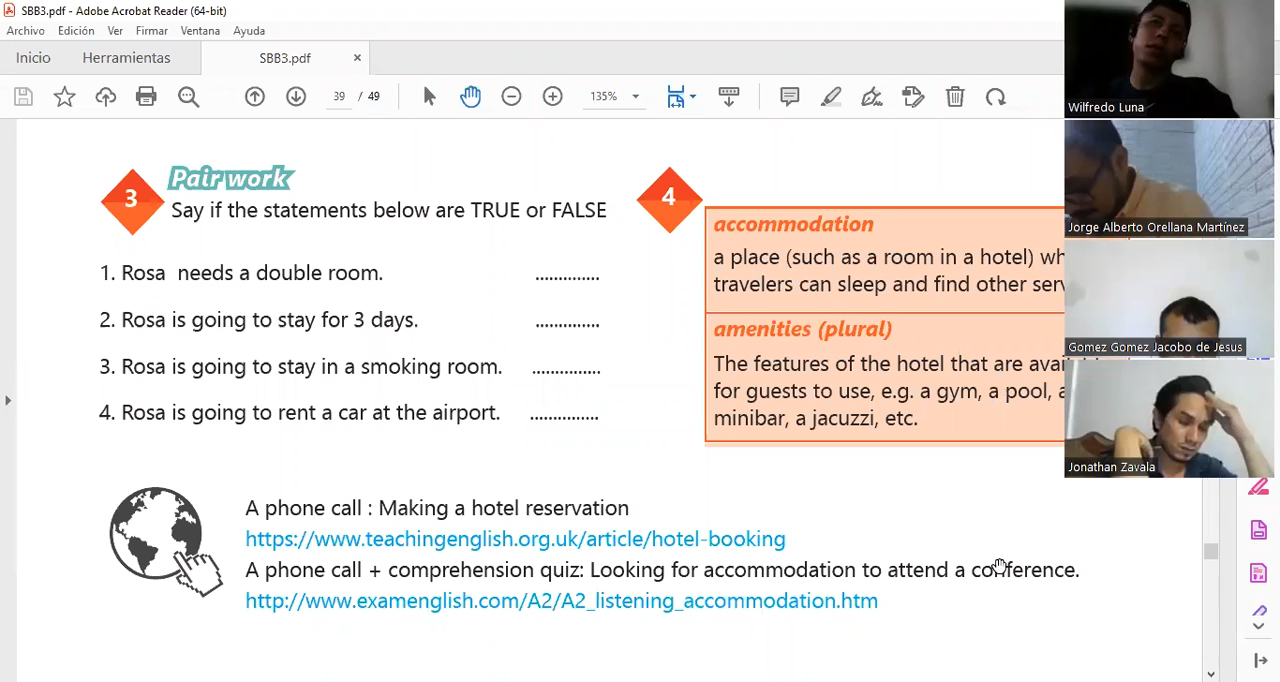 SBB3.pdf - Adobe Acrobat Reader (64-bit)
Archivo Edición Ver Firmar Ventana Ayuda
Inicio Herramientas SBB3.pdf ×
39 / 49 135%
3
Pair work
Say if the statements below are TRUE or FALSE
1. Rosa needs a double room. ..............
2. Rosa is going to stay for 3 days. ..............
3. Rosa is going to stay in a smoking room. ...............
4. Rosa is going to rent a car at the airport. ...............
4
accommodation
a place (such as a room in a hotel)
travelers can sleep and find other
amenities (plural)
The features of the hotel that are
for guests to use, e.g. a gym, a pool,
minibar, a jacuzzi, etc.
A phone call : Making a hotel reservation
https://www.teachingenglish.org.uk/article/hotel-booking
A phone call + comprehension quiz: Looking for accommodation to attend a conference.
http://www.examenglish.com/A2/A2_listening_accommodation.htm
Wilfredo Luna
Jorge Alberto Orellana Martínez
Gomez Gomez Jacobo de Jesus
Jonathan Zavala